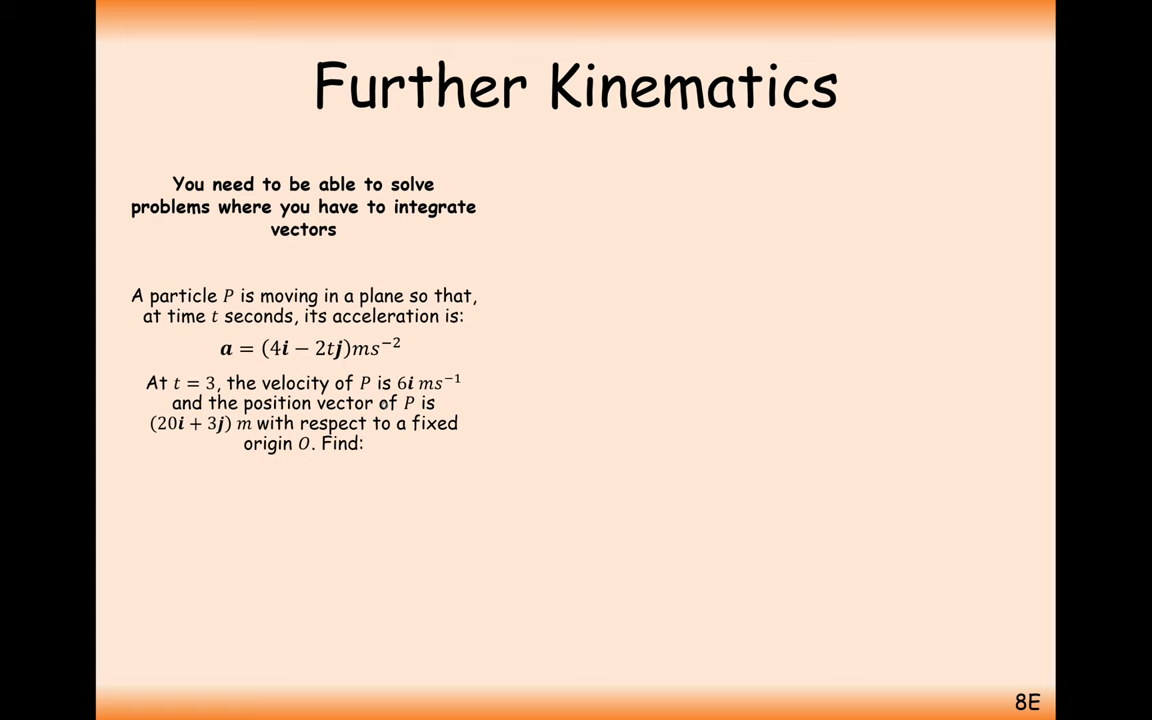 Further Kinematics
You need to be able to solve
problems where you have to integrate
vectors
A particle P is moving in a plane so that,
at time t seconds, its acceleration is:
a = (4i − 2tj)ms⁻²
At t = 3, the velocity of P is 6i ms⁻¹
and the position vector of P is
(20i + 3j) m with respect to a fixed
origin O. Find:
8E